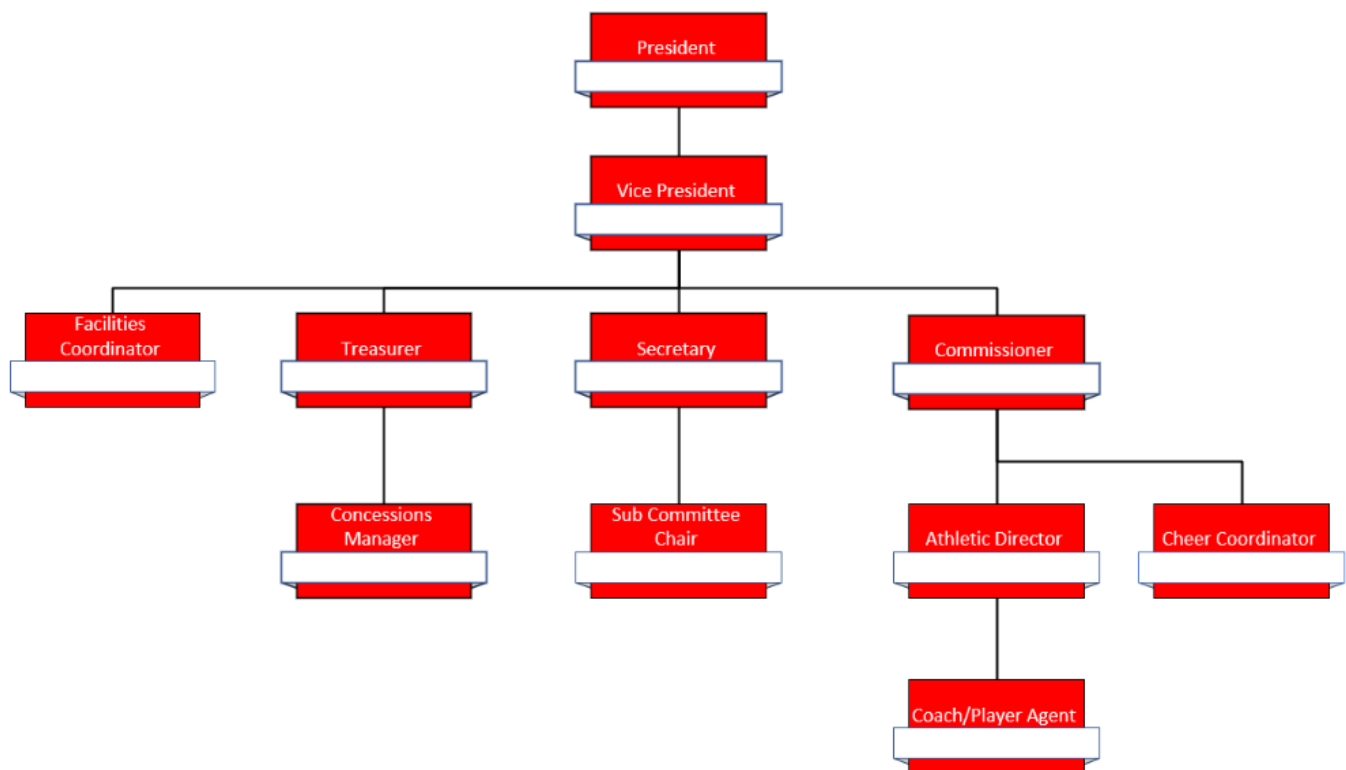 President
Vice President
Facilities
Coordinator
Treasurer
Secretary
Commissioner
Concessions
Manager
Sub Committee
Chair
Athletic Director
Cheer Coordinator
Coach/Player Agent